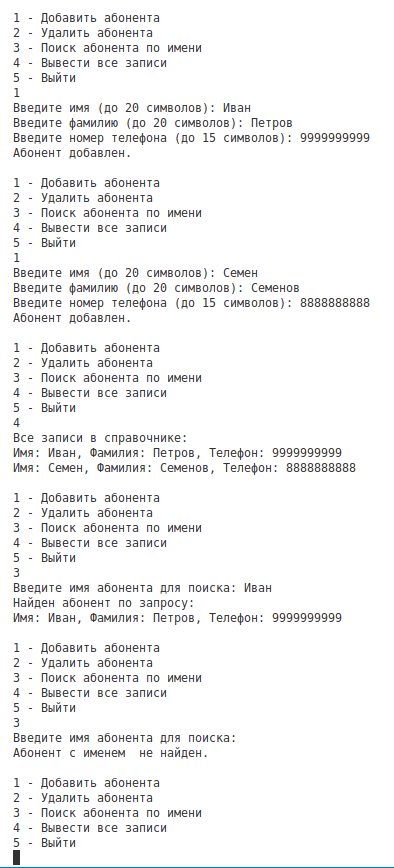 1 - Добавить абонента
2 - Удалить абонента
3 - Поиск абонента по имени
4 - Вывести все записи
5 - Выйти
1
Введите имя (до 20 символов): Иван
Введите фамилию (до 20 символов): Петров
Введите номер телефона (до 15 символов): 9999999999
Абонент добавлен.
1 - Добавить абонента
2 - Удалить абонента
3 - Поиск абонента по имени
4 - Вывести все записи
5 - Выйти
1
Введите имя (до 20 символов): Семен
Введите фамилию (до 20 символов): Семенов
Введите номер телефона (до 15 символов): 8888888888
Абонент добавлен.
1 - Добавить абонента
2 - Удалить абонента
3 - Поиск абонента по имени
4 - Вывести все записи
5 - Выйти
4
Все записи в справочнике:
Имя: Иван, Фамилия: Петров, Телефон: 9999999999
Имя: Семен, Фамилия: Семенов, Телефон: 8888888888
1 - Добавить абонента
2 - Удалить абонента
3 - Поиск абонента по имени
4 - Вывести все записи
5 - Выйти
3
Введите имя абонента для поиска: Иван
Найден абонент по запросу:
Имя: Иван, Фамилия: Петров, Телефон: 9999999999
1 - Добавить абонента
2 - Удалить абонента
3 - Поиск абонента по имени
4 - Вывести все записи
5 - Выйти
3
Введите имя абонента для поиска:
Абонент с именем  не найден.
1 - Добавить абонента
2 - Удалить абонента
3 - Поиск абонента по имени
4 - Вывести все записи
5 - Выйти